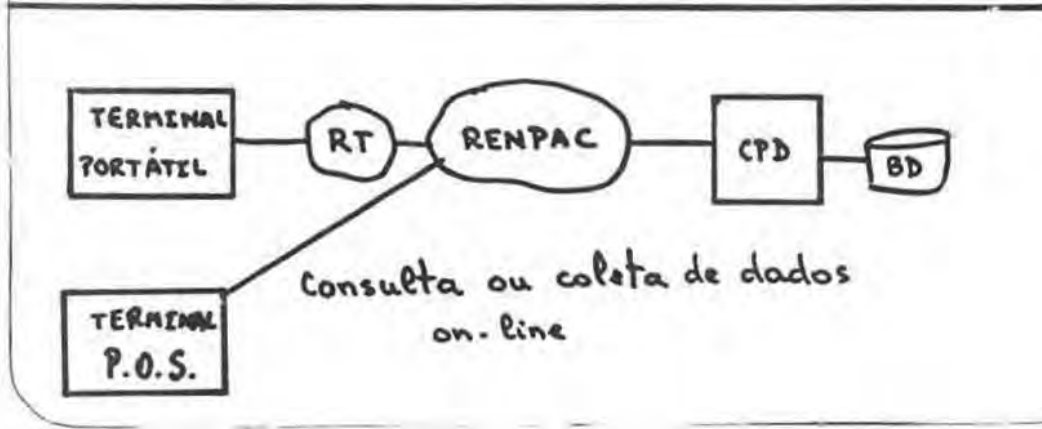 TERMINAL
PORTÁTIL
RT
RENPAC
CPD
BD
TERMINAL
P.O.S.
Consulta ou coleta de dados
on-line